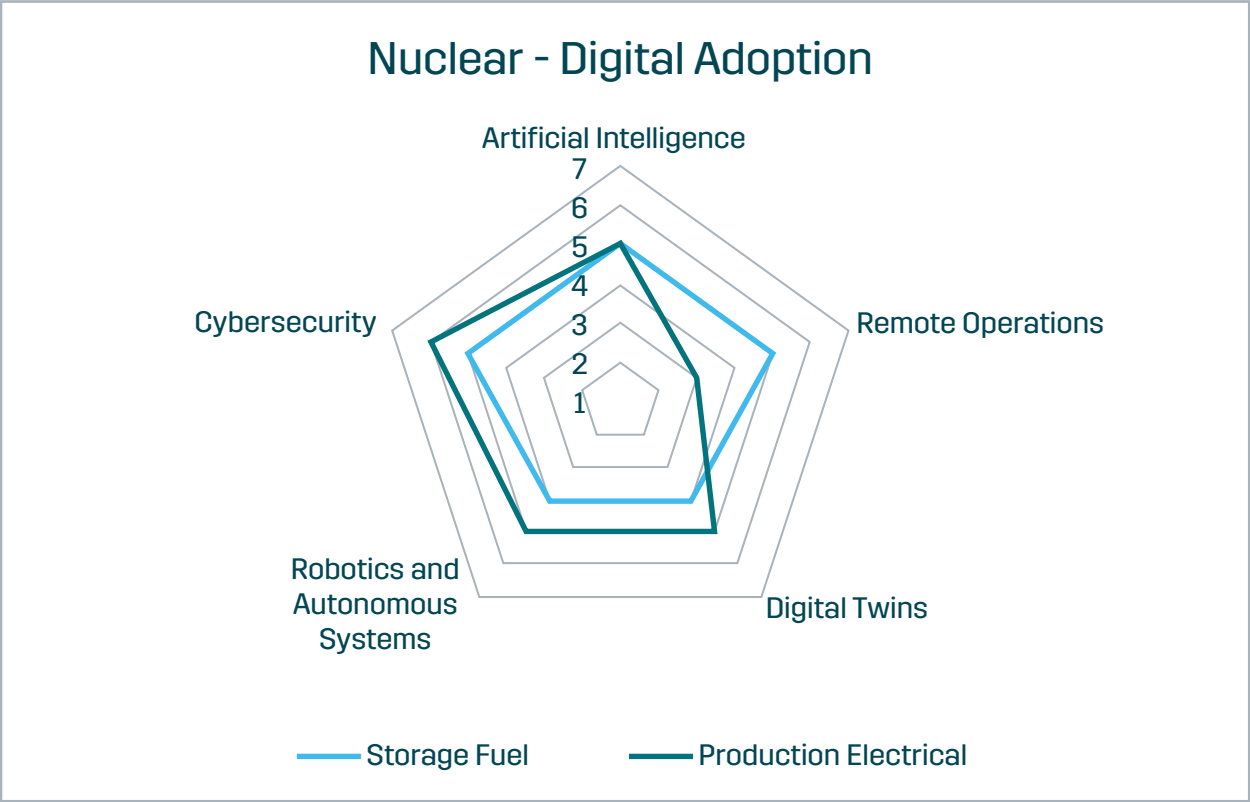 Nuclear - Digital Adoption
Artificial Intelligence
7
6
5
4
3
2
1
Cybersecurity
Remote Operations
Robotics and
Autonomous
Systems
Digital Twins
Storage Fuel
Production Electrical